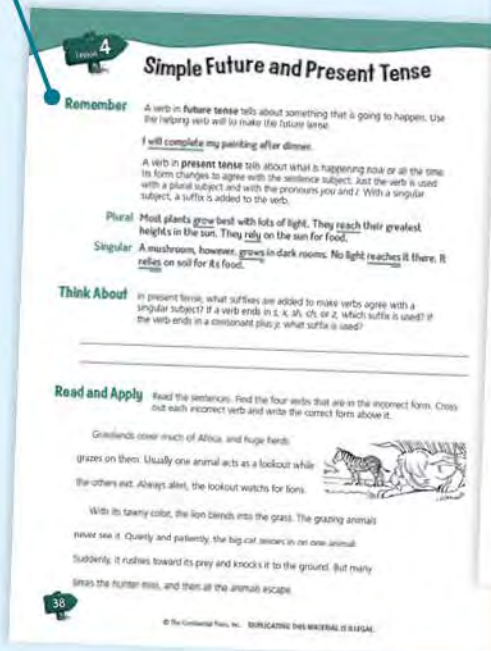 Lesson 4
Simple Future and Present Tense
Remember
A verb in future tense tells about something that is going to happen. Use
the helping verb will to make the future tense.
I will complete my painting after dinner.
A verb in present tense tells about what is happening now or all the time.
Its form changes to agree with the sentence subject. Just the verb is used
with a plural subject and with the pronouns you and I. With a singular
subject, a suffix is added to the verb.
Plural Most plants grow best with lots of light. They reach their greatest
heights in the sun. They rely on the sun for food.
Singular A mushroom, however, grows in dark rooms. No light reaches it there. It
relies on soil for its food.
Think About
In present tense, what suffixes are added to make verbs agree with a
singular subject? If a verb ends in s, x, sh, ch, or z, which suffix is used? If
the verb ends in a consonant plus y, what suffix is used?
Read and Apply
Read the sentences. Find the four verbs that are in the incorrect form. Cross
out each incorrect verb and write the correct form above it.
Grasslands cover much of Africa, and huge herds
grazes on them. Usually one animal acts as a lookout while
the others eat. Always alert, the lookout watchs for lions.
With its tawny color, the lion blends into the grass. The grazing animals
never see it. Quietly and patiently, the big cat in on one animal.
Suddenly, it rushes toward its prey and knocks it to the ground. But many
times the hunter miss, and then all the animals escape.
38
© The Continental Press, Inc. DUPLICATING THIS MATERIAL IS ILLEGAL.